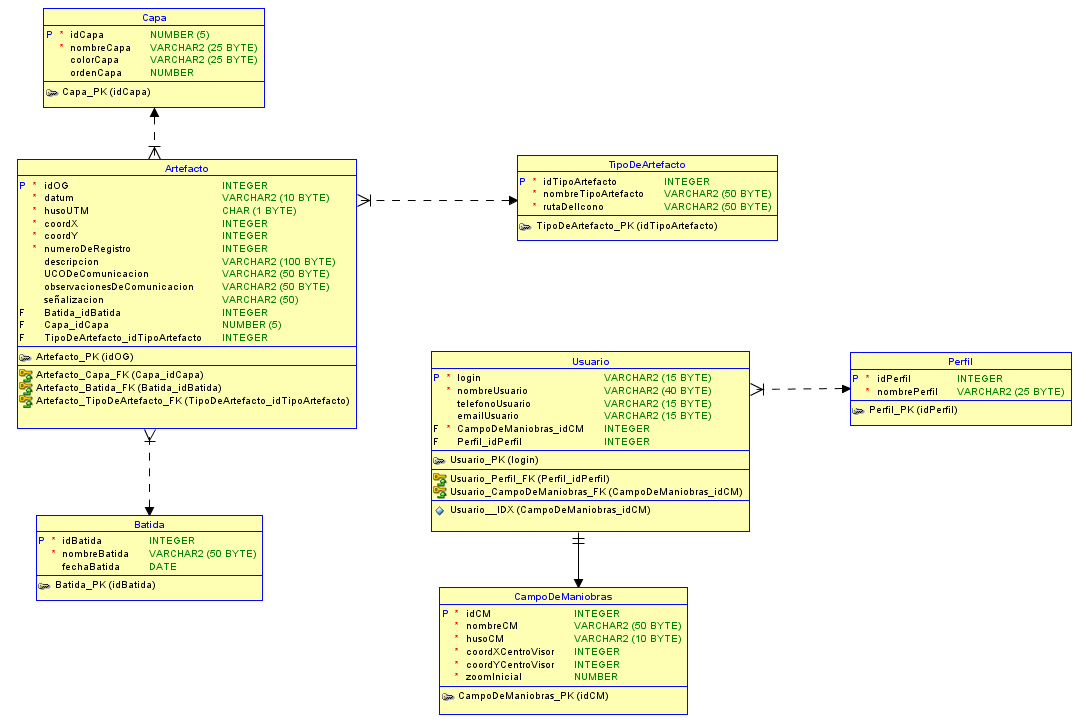 Capa
P * idCapa NUMBER (5)
* nombreCapa VARCHAR2 (25 BYTE)
colorCapa VARCHAR2 (25 BYTE)
ordenCapa NUMBER
Capa_PK (idCapa)
Artefacto
P * idOG INTEGER
* datum VARCHAR2 (10 BYTE)
* husoUTM CHAR (1 BYTE)
* coordX INTEGER
* coordY INTEGER
* numeroDeRegistro INTEGER
descripcion VARCHAR2 (100 BYTE)
UCODeComunicacion VARCHAR2 (50 BYTE)
observacionesDeComunicacion VARCHAR2 (50 BYTE)
señalizacion VARCHAR2 (50)
F Batida_idBatida INTEGER
F Capa_idCapa NUMBER (5)
F TipoDeArtefacto_idTipoArtefacto INTEGER
Artefacto_PK (idOG)
Artefacto_Capa_FK (Capa_idCapa)
Artefacto_Batida_FK (Batida_idBatida)
Artefacto_TipoDeArtefacto_FK (TipoDeArtefacto_idTipoArtefacto)
TipoDeArtefacto
P * idTipoArtefacto INTEGER
* nombreTipoArtefacto VARCHAR2 (50 BYTE)
* rutaDelIcono VARCHAR2 (50 BYTE)
TipoDeArtefacto_PK (idTipoArtefacto)
Usuario
P * login VARCHAR2 (15 BYTE)
* nombreUsuario VARCHAR2 (40 BYTE)
telefonoUsuario VARCHAR2 (15 BYTE)
emailUsuario VARCHAR2 (15 BYTE)
F * CampoDeManiobras_idCM INTEGER
F Perfil_idPerfil INTEGER
Usuario_PK (login)
Usuario_Perfil_FK (Perfil_idPerfil)
Usuario_CampoDeManiobras_FK (CampoDeManiobras_idCM)
Usuario__IDX (CampoDeManiobras_idCM)
Perfil
P * idPerfil INTEGER
* nombrePerfil VARCHAR2 (25 BYTE)
Perfil_PK (idPerfil)
Batida
P * idBatida INTEGER
* nombreBatida VARCHAR2 (50 BYTE)
fechaBatida DATE
Batida_PK (idBatida)
CampoDeManiobras
P * idCM INTEGER
* nombreCM VARCHAR2 (50 BYTE)
* husoCM VARCHAR2 (10 BYTE)
* coordXCentroVisor INTEGER
* coordYCentroVisor INTEGER
* zoomInicial NUMBER
CampoDeManiobras_PK (idCM)